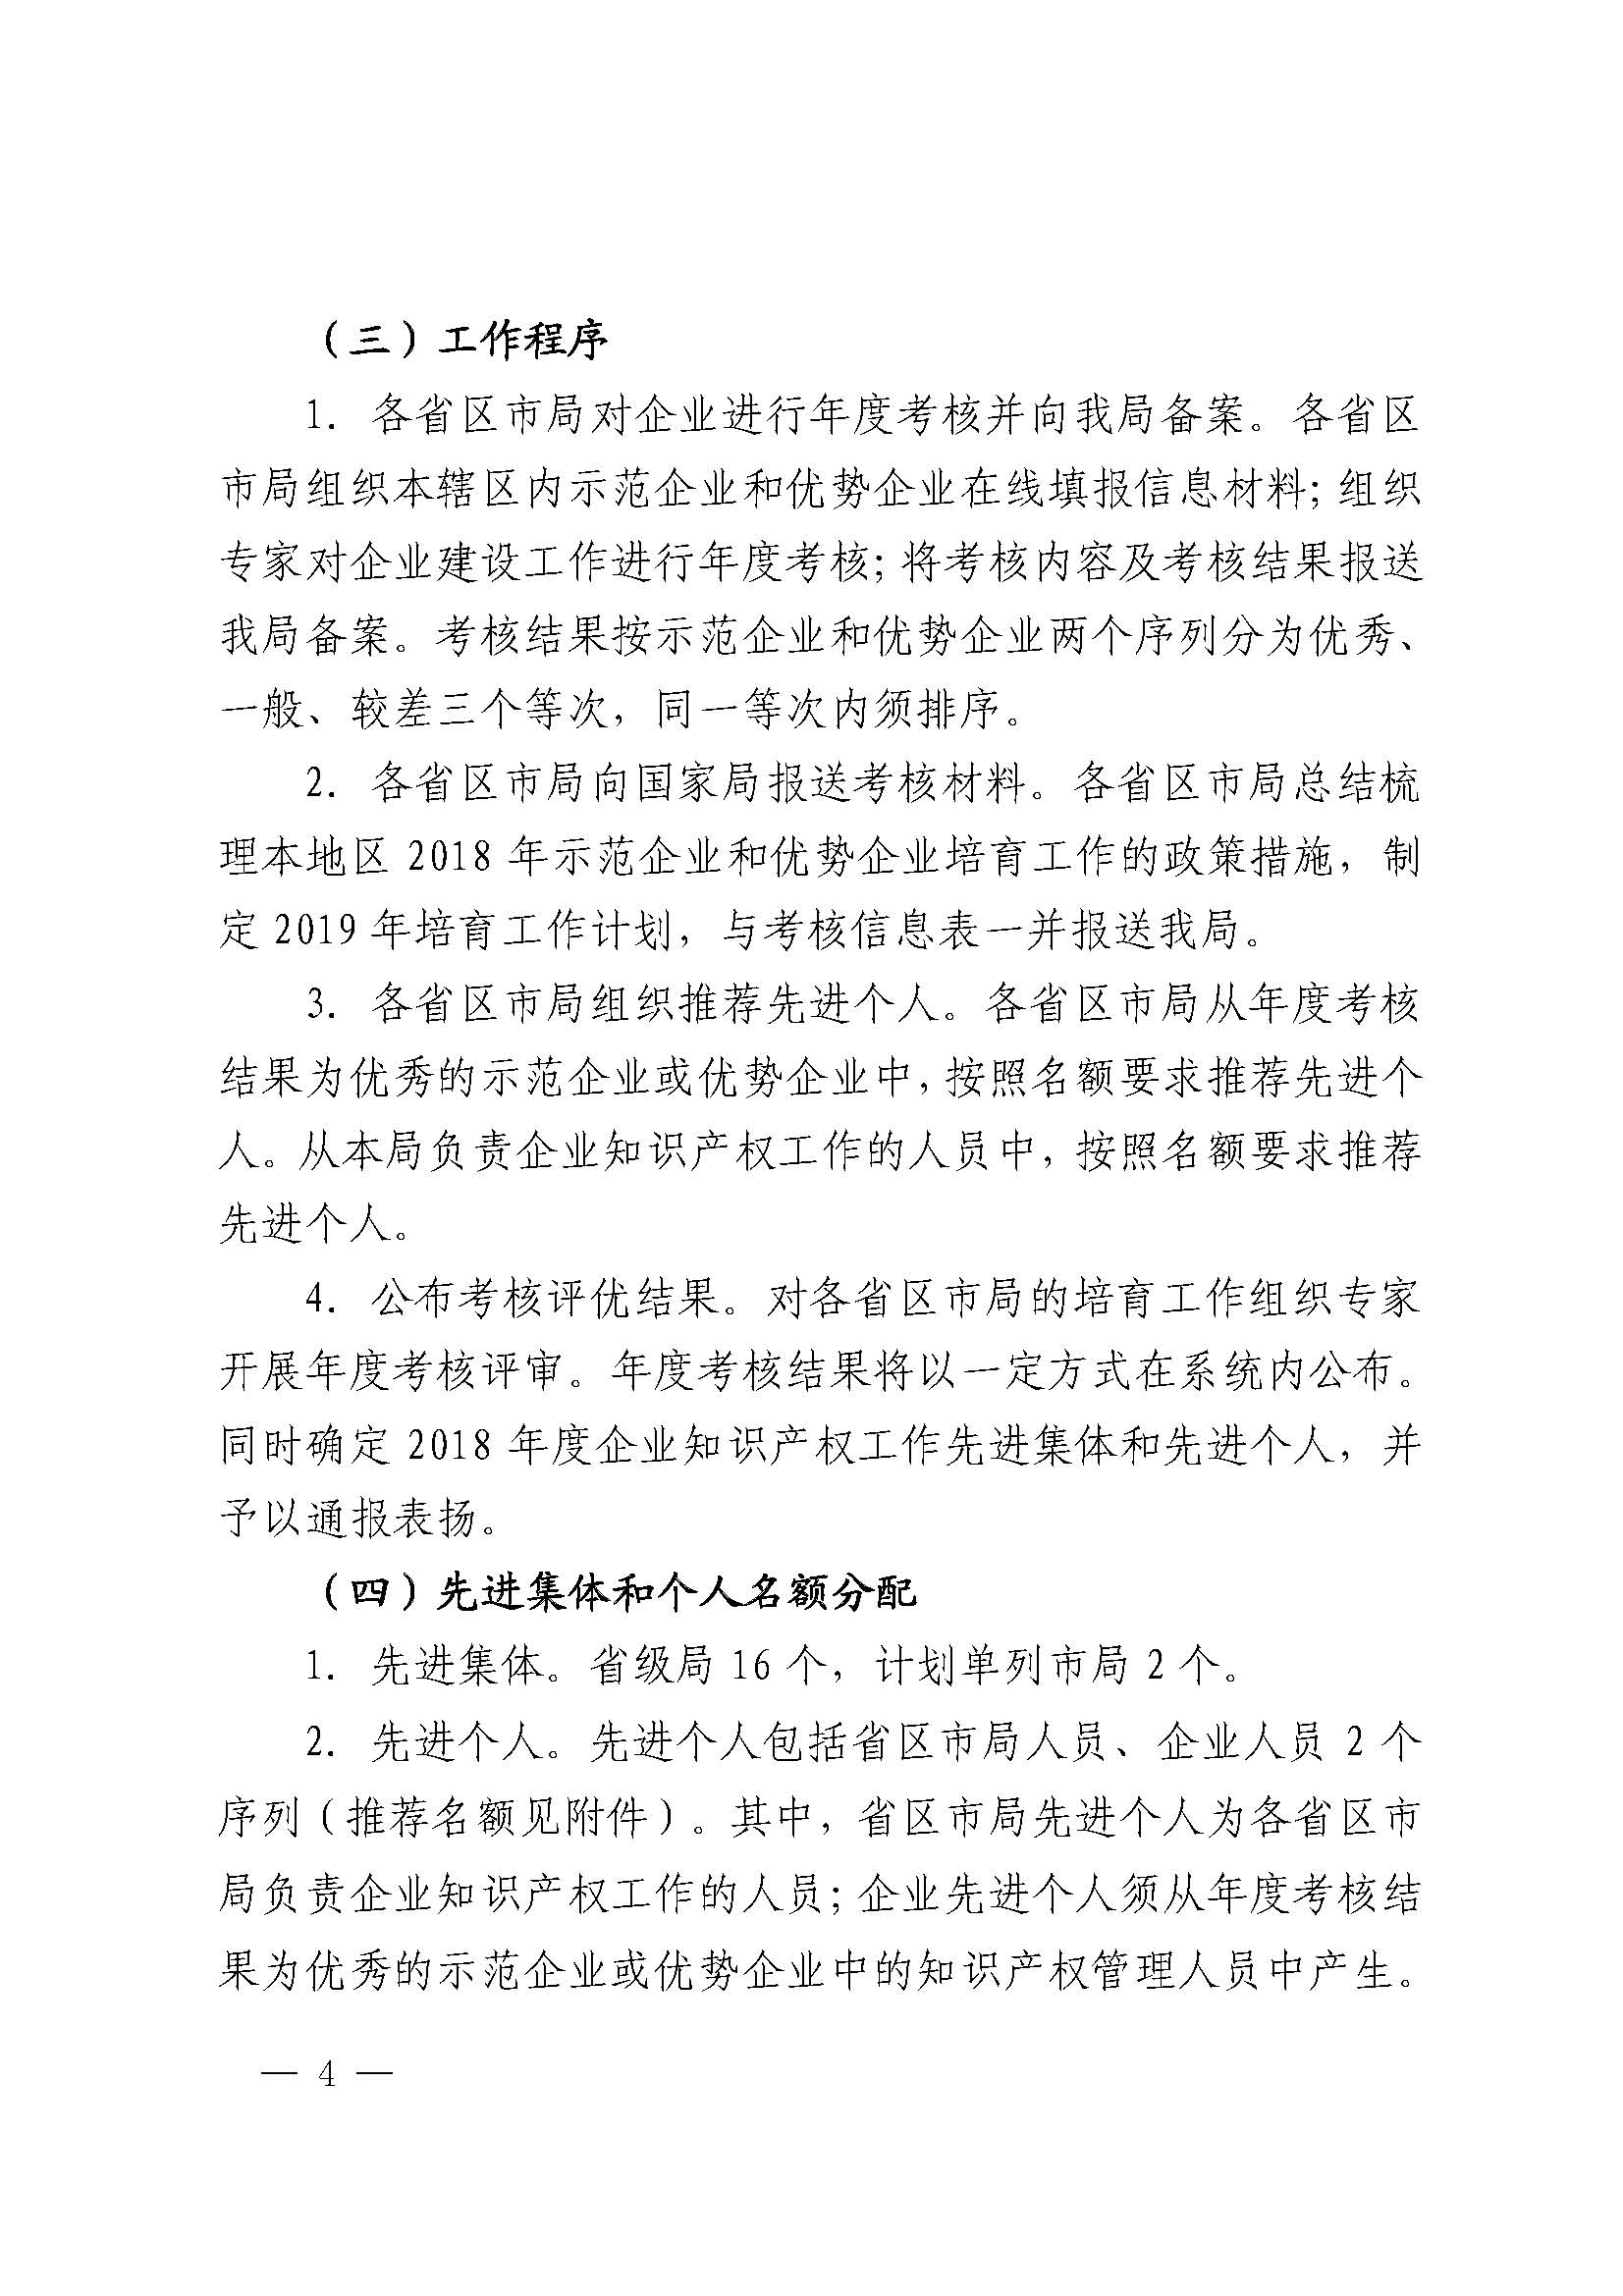 （三）工作程序
1. 各省区市局对企业进行年度考核并向我局备案。各省区
市局组织本辖区内示范企业和优势企业在线填报信息材料；组织
专家对企业建设工作进行年度考核；将考核内容及考核结果报送
我局备案。考核结果按示范企业和优势企业两个序列分为优秀、
一般、较差三个等次，同一等次内须排序。
2. 各省区市局向国家局报送考核材料。各省区市局总结梳
理本地区 2018 年示范企业和优势企业培育工作的政策措施，制
定 2019 年培育工作计划，与考核信息表一并报送我局。
3. 各省区市局组织推荐先进个人。各省区市局从年度考核
结果为优秀的示范企业或优势企业中，按照名额要求推荐先进个
人。从本局负责企业知识产权工作的人员中，按照名额要求推荐
先进个人。
4. 公布考核评优结果。对各省区市局的培育工作组织专家
开展年度考核评审。年度考核结果将以一定方式在系统内公布。
同时确定 2018 年度企业知识产权工作先进集体和先进个人，并
予以通报表扬。
（四）先进集体和个人名额分配
1. 先进集体。省级局 16 个，计划单列市局 2 个。
2. 先进个人。先进个人包括省区市局人员、企业人员 2 个
序列（推荐名额见附件）。其中，省区市局先进个人为各省区市
局负责企业知识产权工作的人员；企业先进个人须从年度考核结
果为优秀的示范企业或优势企业中的知识产权管理人员中产生。
— 4 —